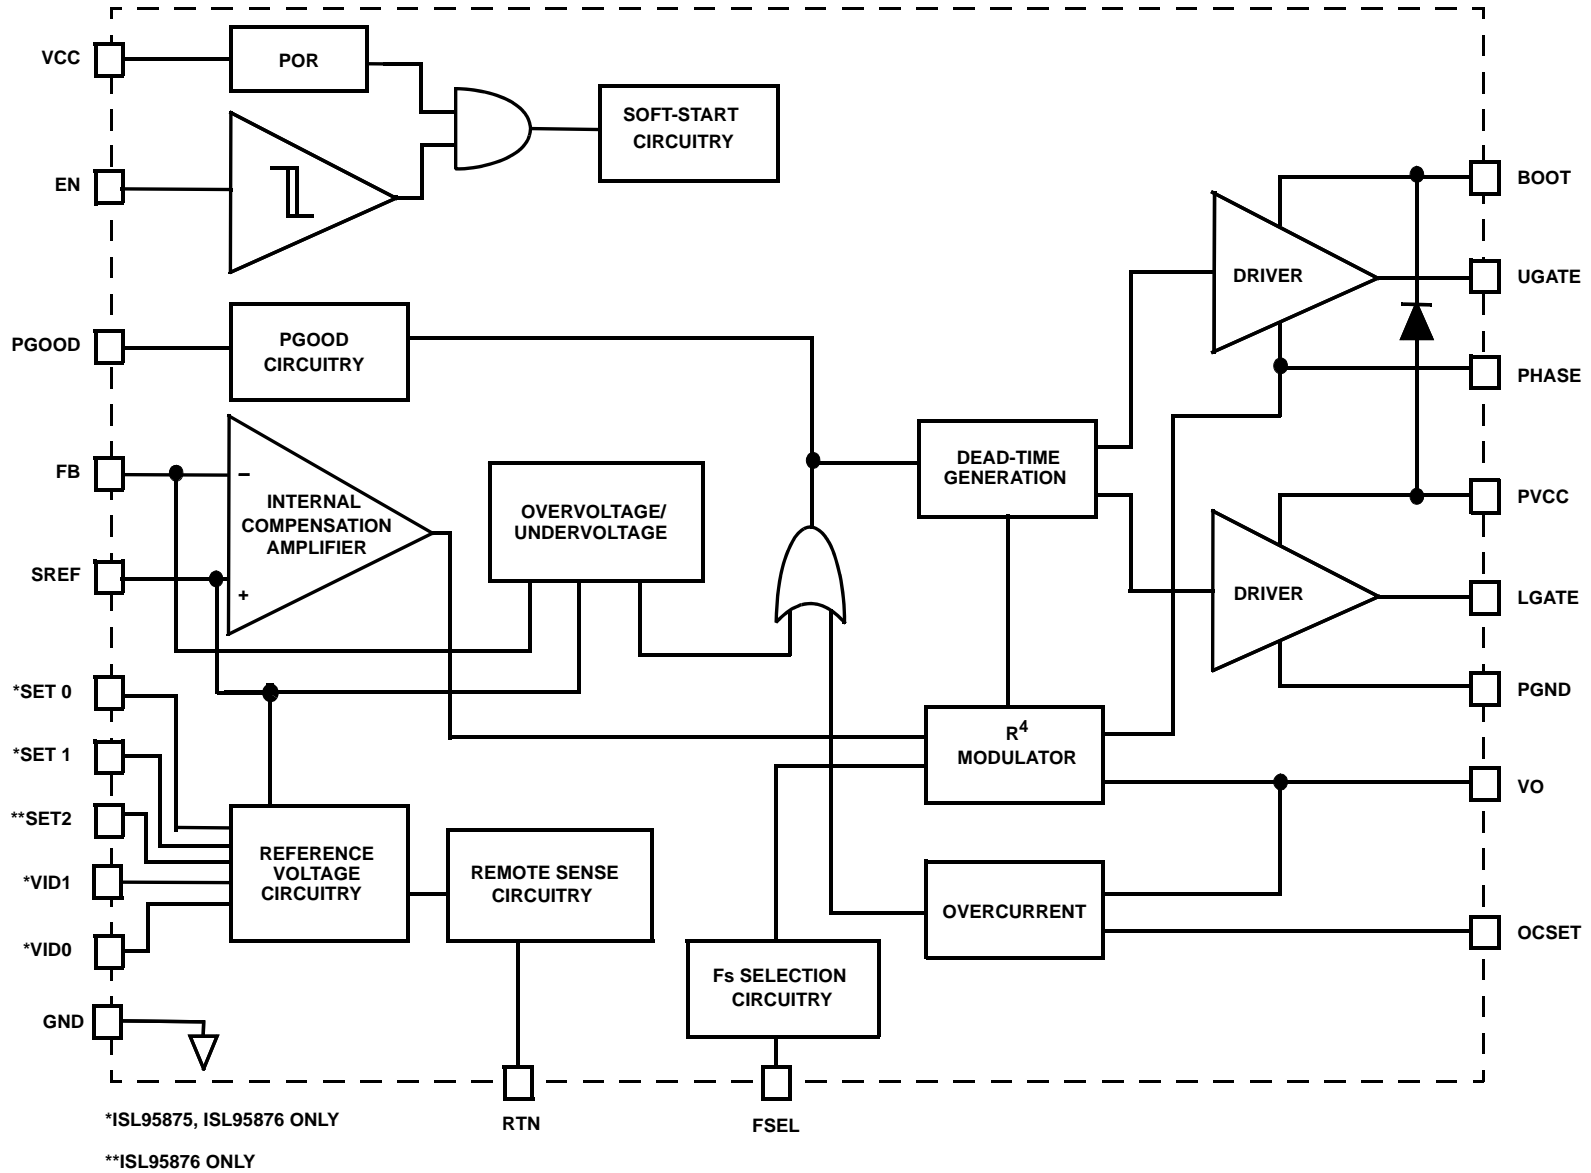 VCC
POR
SOFT-START
CIRCUITRY
EN
BOOT
DRIVER
UGATE
PGOOD
PGOOD
CIRCUITRY
PHASE
FB
−
INTERNAL
COMPENSATION
AMPLIFIER
+
SREF
OVERVOLTAGE/
UNDERVOLTAGE
DEAD-TIME
GENERATION
PVCC
DRIVER
LGATE
PGND
*SET 0
*SET 1
**SET2
*VID1
*VID0
R4
MODULATOR
VO
REFERENCE
VOLTAGE
CIRCUITRY
REMOTE SENSE
CIRCUITRY
OVERCURRENT
OCSET
Fs SELECTION
CIRCUITRY
GND
RTN
FSEL
*ISL95875, ISL95876 ONLY
**ISL95876 ONLY